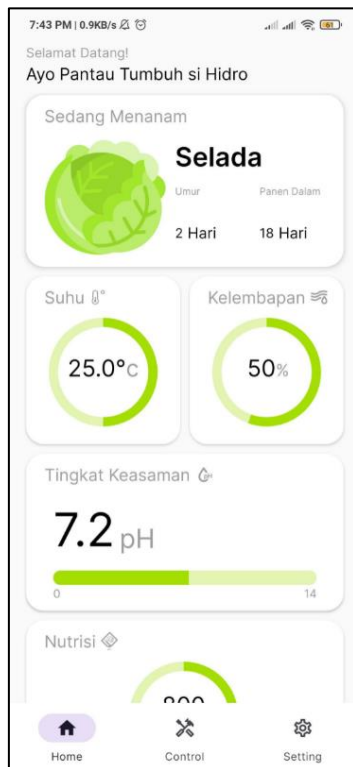 7:43 PM | 0.9KB/s
61
Selamat Datang!
Ayo Pantau Tumbuh si Hidro
Sedang Menanam
Selada
Umur Panen Dalam
2 Hari 18 Hari
Suhu Kelembapan
25.0°C 50%
Tingkat Keasaman
7.2 pH
0 14
Nutrisi
800
Home Control Setting